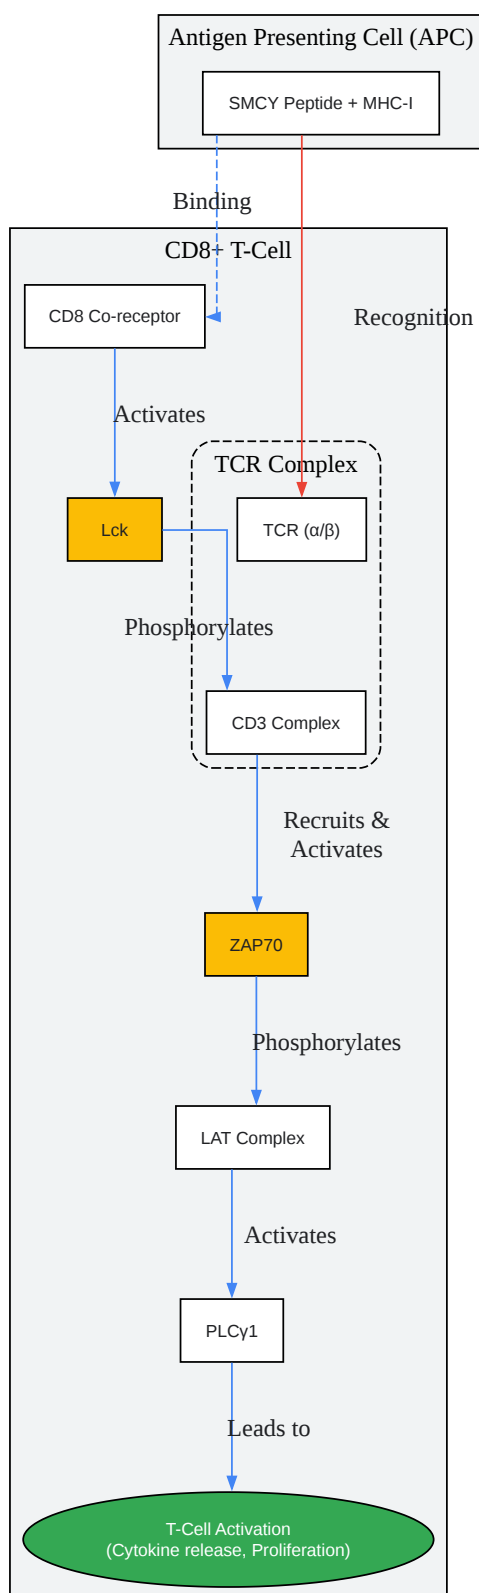 Antigen Presenting Cell (APC)
SMCY Peptide + MHC-I
Binding
CD8+ T-Cell
CD8 Co-receptor
Recognition
Activates
TCR Complex
Lck
TCR (α/β)
Phosphorylates
CD3 Complex
Recruits &
Activates
ZAP70
Phosphorylates
LAT Complex
Activates
PLCγ1
Leads to
T-Cell Activation
(Cytokine release, Proliferation)